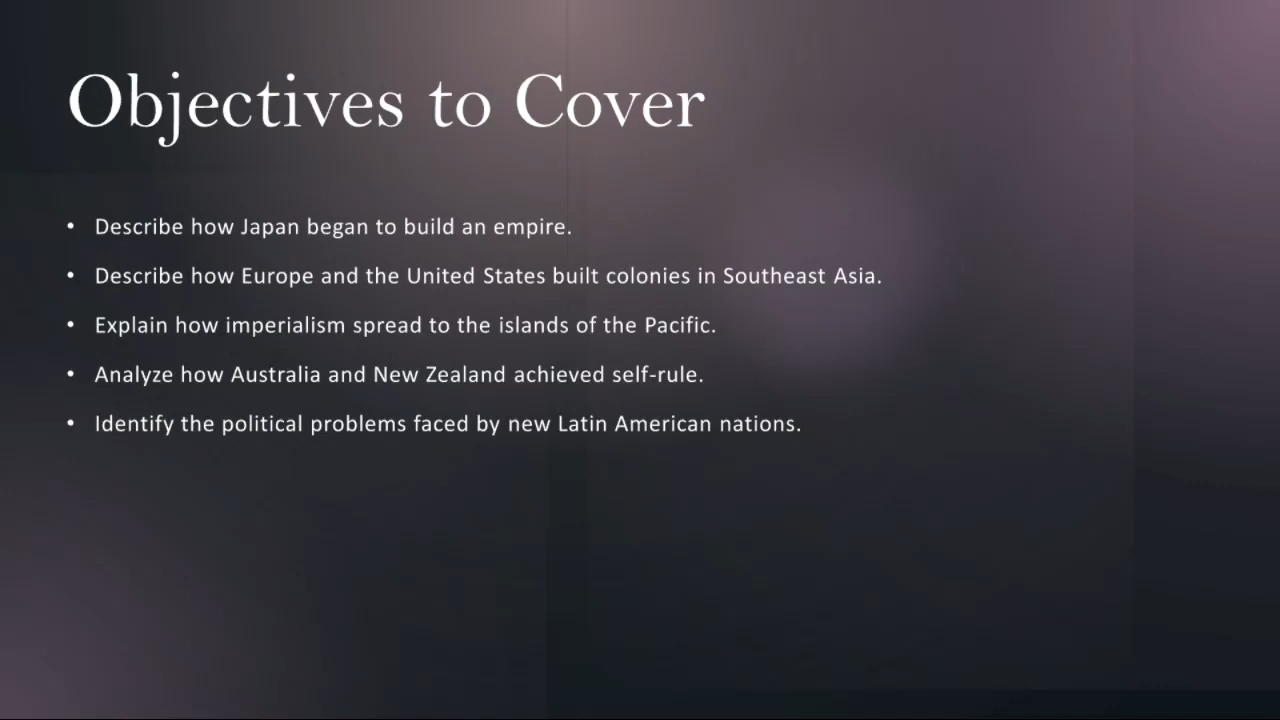 Objectives to Cover
• Describe how Japan began to build an empire.
• Describe how Europe and the United States built colonies in Southeast Asia.
• Explain how imperialism spread to the islands of the Pacific.
• Analyze how Australia and New Zealand achieved self-rule.
• Identify the political problems faced by new Latin American nations.